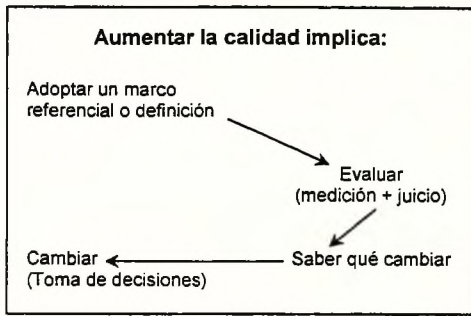 Aumentar la calidad implica:
Adoptar un marco
referencial o definición
Evaluar
(medición + juicio)
Saber qué cambiar
Cambiar
(Toma de decisiones)